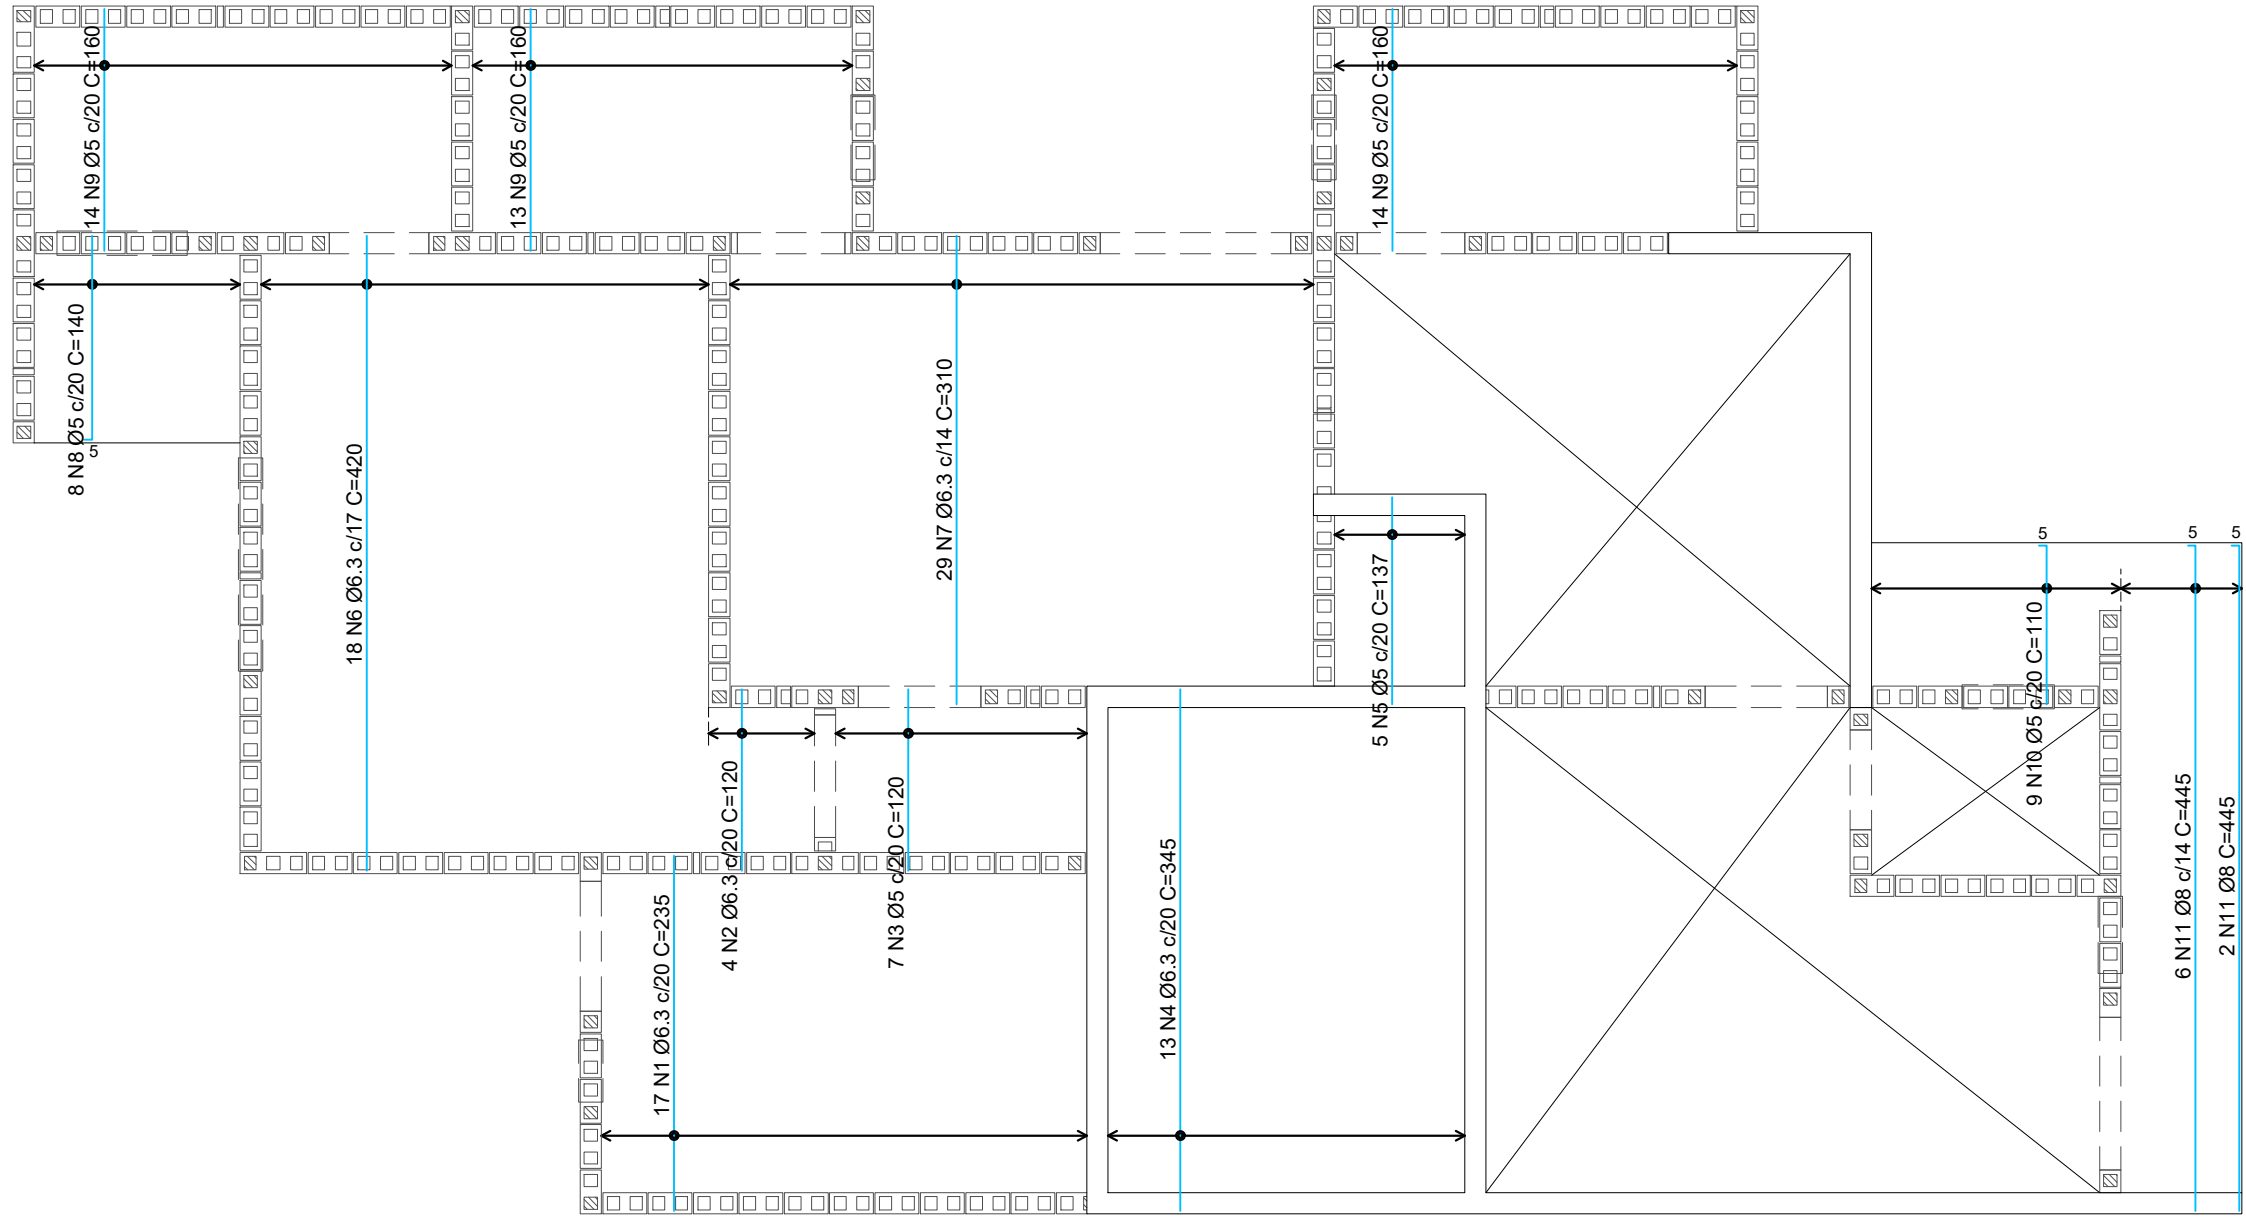 14 N9 Ø5 c/20 C=160
13 N9 Ø5 c/20 C=160
14 N9 Ø5 c/20 C=160
8 N8 Ø5 c/20 C=140
5
18 N6 Ø6.3 c/17 C=420
29 N7 Ø6.3 c/14 C=310
5 N5 Ø5 c/20 C=137
5
5
5
9 N10 Ø5 c/20 C=110
6 N11 Ø8 c/14 C=445
2 N11 Ø8 C=445
17 N1 Ø6.3 c/20 C=235
4 N2 Ø6.3 c/20 C=120
7 N3 Ø5 c/20 C=120
13 N4 Ø6.3 c/20 C=345